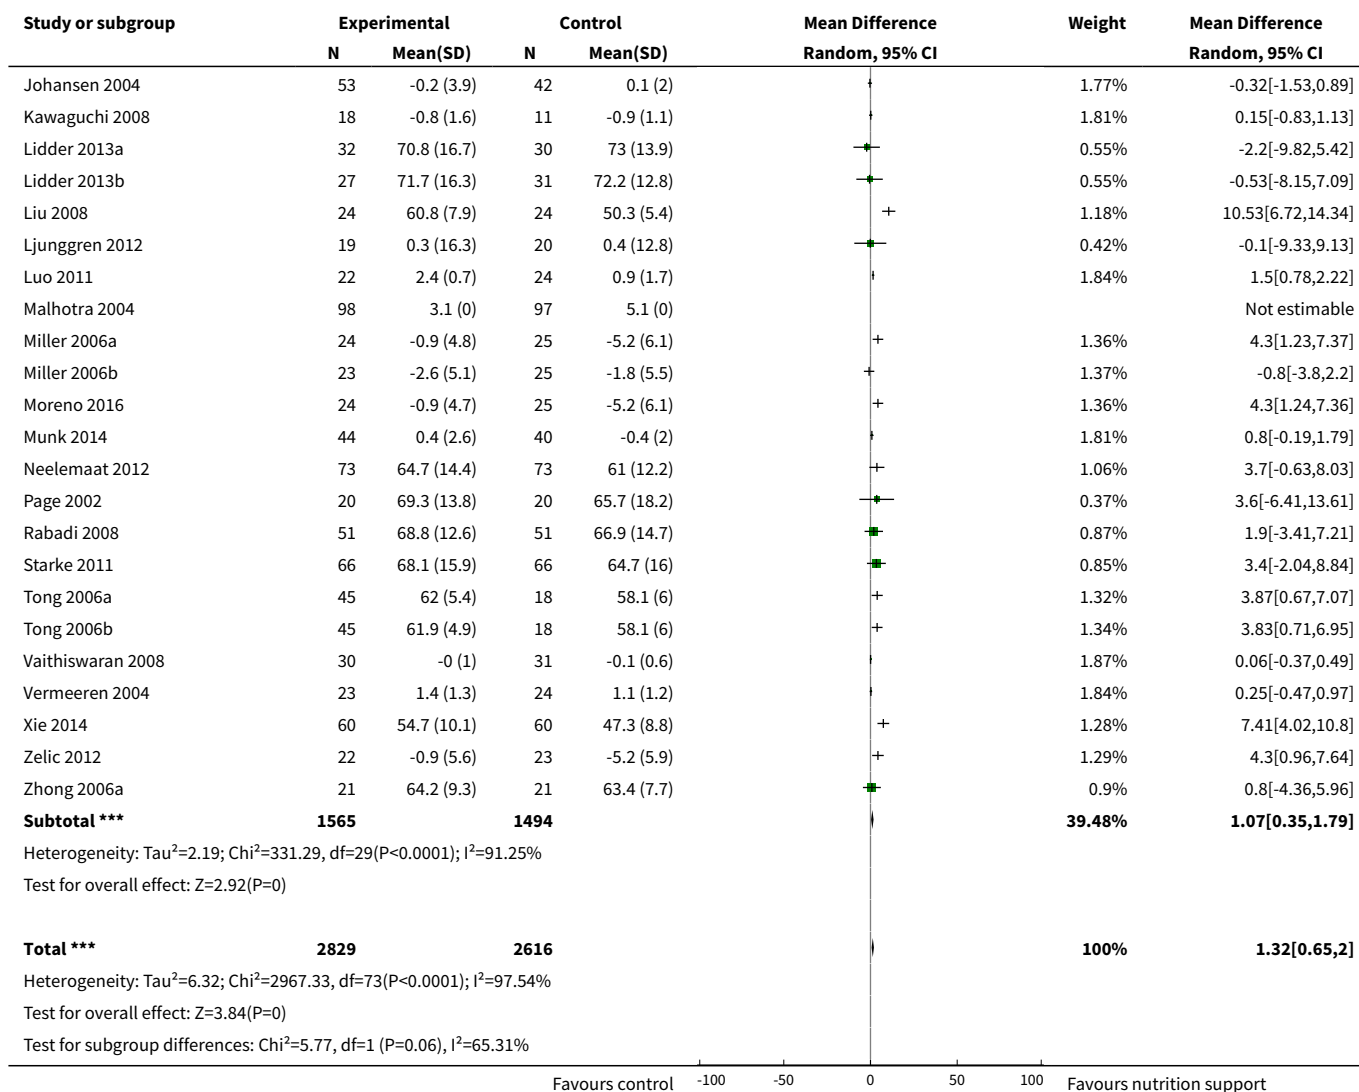 Study or subgroup Experimental Control Mean Difference Weight Mean Difference
N Mean(SD) N Mean(SD) Random, 95% CI Random, 95% CI
Johansen 2004 53 -0.2 (3.9) 42 0.1 (2) 1.77% -0.32[-1.53,0.89]
Kawaguchi 2008 18 -0.8 (1.6) 11 -0.9 (1.1) 1.81% 0.15[-0.83,1.13]
Lidder 2013a 32 70.8 (16.7) 30 73 (13.9) 0.55% -2.2[-9.82,5.42]
Lidder 2013b 27 71.7 (16.3) 31 72.2 (12.8) 0.55% -0.53[-8.15,7.09]
Liu 2008 24 60.8 (7.9) 24 50.3 (5.4) 1.18% 10.53[6.72,14.34]
Ljunggren 2012 19 0.3 (16.3) 20 0.4 (12.8) 0.42% -0.1[-9.33,9.13]
Luo 2011 22 2.4 (0.7) 24 0.9 (1.7) 1.84% 1.5[0.78,2.22]
Malhotra 2004 98 3.1 (0) 97 5.1 (0) Not estimable
Miller 2006a 24 -0.9 (4.8) 25 -5.2 (6.1) 1.36% 4.3[1.23,7.37]
Miller 2006b 23 -2.6 (5.1) 25 -1.8 (5.5) 1.37% -0.8[-3.8,2.2]
Moreno 2016 24 -0.9 (4.7) 25 -5.2 (6.1) 1.36% 4.3[1.24,7.36]
Munk 2014 44 0.4 (2.6) 40 -0.4 (2) 1.81% 0.8[-0.19,1.79]
Neelemaat 2012 73 64.7 (14.4) 73 61 (12.2) 1.06% 3.7[-0.63,8.03]
Page 2002 20 69.3 (13.8) 20 65.7 (18.2) 0.37% 3.6[-6.41,13.61]
Rabadi 2008 51 68.8 (12.6) 51 66.9 (14.7) 0.87% 1.9[-3.41,7.21]
Starke 2011 66 68.1 (15.9) 66 64.7 (16) 0.85% 3.4[-2.04,8.84]
Tong 2006a 45 62 (5.4) 18 58.1 (6) 1.32% 3.87[0.67,7.07]
Tong 2006b 45 61.9 (4.9) 18 58.1 (6) 1.34% 3.83[0.71,6.95]
Vaithiswaran 2008 30 -0 (1) 31 -0.1 (0.6) 1.87% 0.06[-0.37,0.49]
Vermeeren 2004 23 1.4 (1.3) 24 1.1 (1.2) 1.84% 0.25[-0.47,0.97]
Xie 2014 60 54.7 (10.1) 60 47.3 (8.8) 1.28% 7.41[4.02,10.8]
Zelic 2012 22 -0.9 (5.6) 23 -5.2 (5.9) 1.29% 4.3[0.96,7.64]
Zhong 2006a 21 64.2 (9.3) 21 63.4 (7.7) 0.9% 0.8[-4.36,5.96]
Subtotal *** 1565 1494 39.48% 1.07[0.35,1.79]
Heterogeneity: Tau²=2.19; Chi²=331.29, df=29(P<0.0001); I²=91.25%
Test for overall effect: Z=2.92(P=0)
Total *** 2829 2616 100% 1.32[0.65,2]
Heterogeneity: Tau²=6.32; Chi²=2967.33, df=73(P<0.0001); I²=97.54%
Test for overall effect: Z=3.84(P=0)
Test for subgroup differences: Chi²=5.77, df=1 (P=0.06), I²=65.31%
Favours control -100 -50 0 50 100 Favours nutrition support